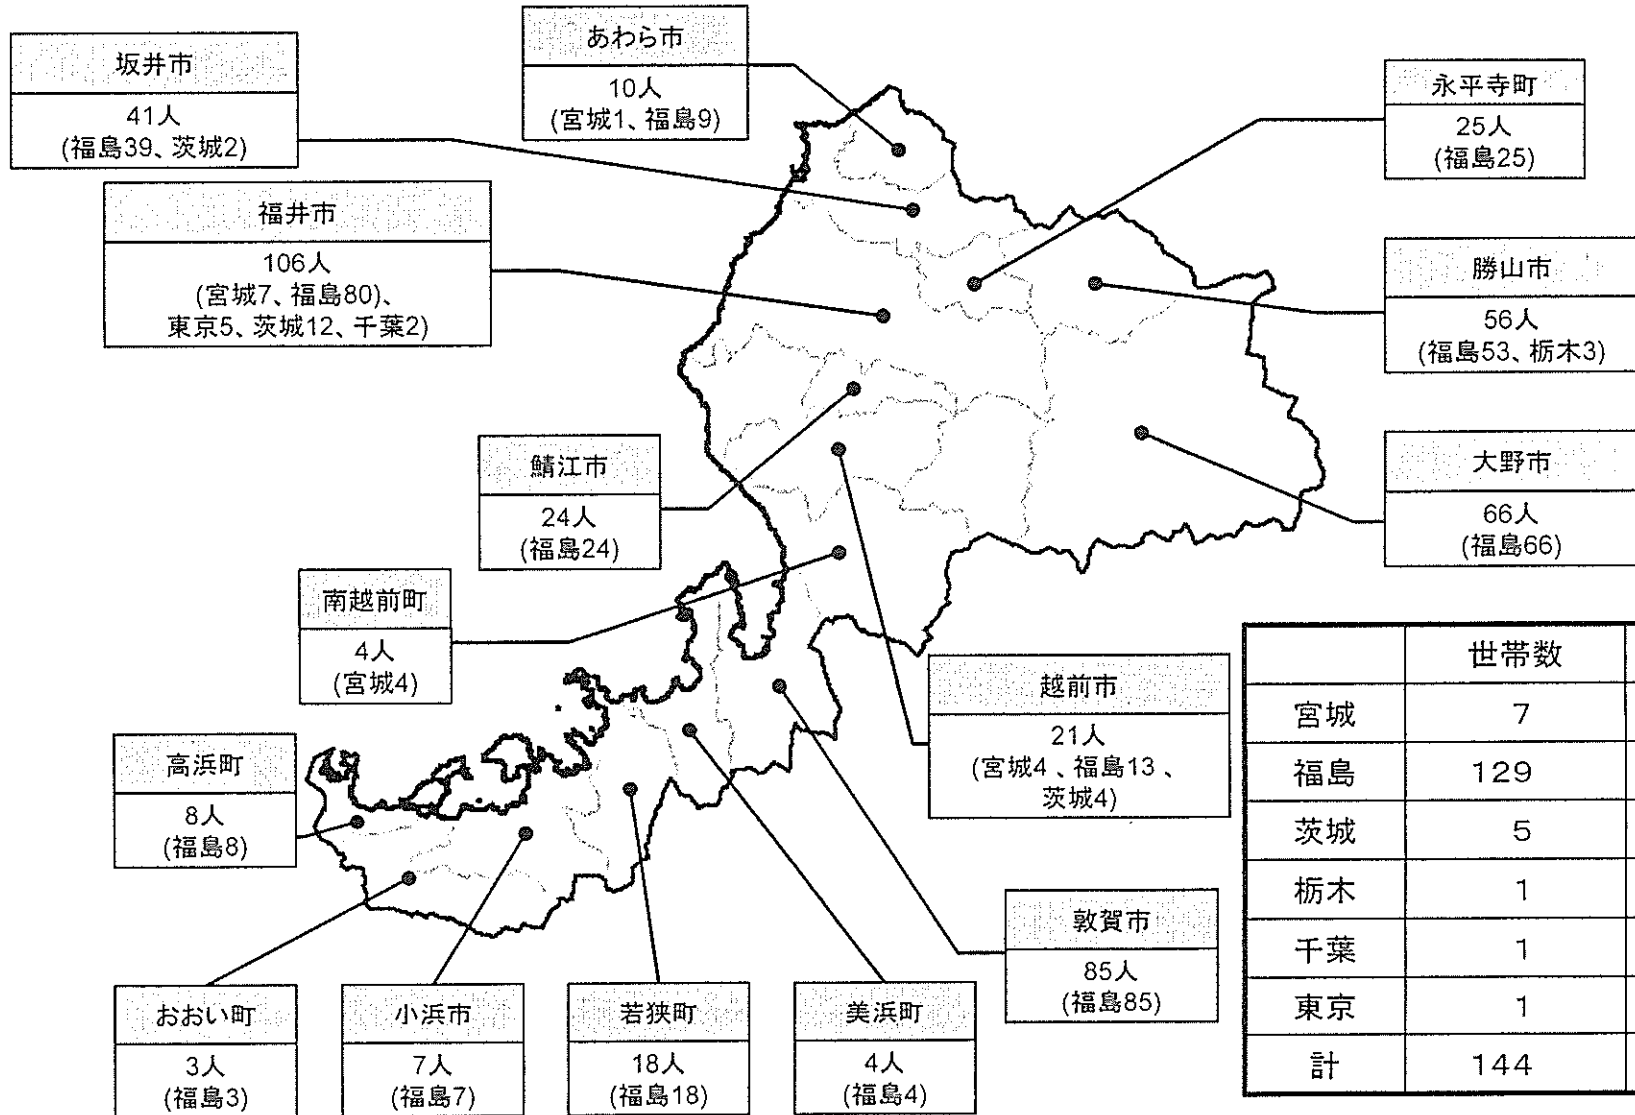 あわら市
10人
(宮城1、福島9)
坂井市
41人
(福島39、茨城2)
永平寺町
25人
(福島25)
福井市
106人
(宮城7、福島80)、
東京5、茨城12、千葉2)
勝山市
56人
(福島53、栃木3)
鯖江市
24人
(福島24)
大野市
66人
(福島66)
南越前町
4人
(宮城4)
越前市
21人
(宮城4 、福島13 、
茨城4)
高浜町
8人
(福島8)
敦賀市
85人
(福島85)
おおい町
3人
(福島3)
小浜市
7人
(福島7)
若狭町
18人
(福島18)
美浜町
4人
(福島4)
世帯数
宮城 7
福島 129
茨城 5
栃木 1
千葉 1
東京 1
計 144